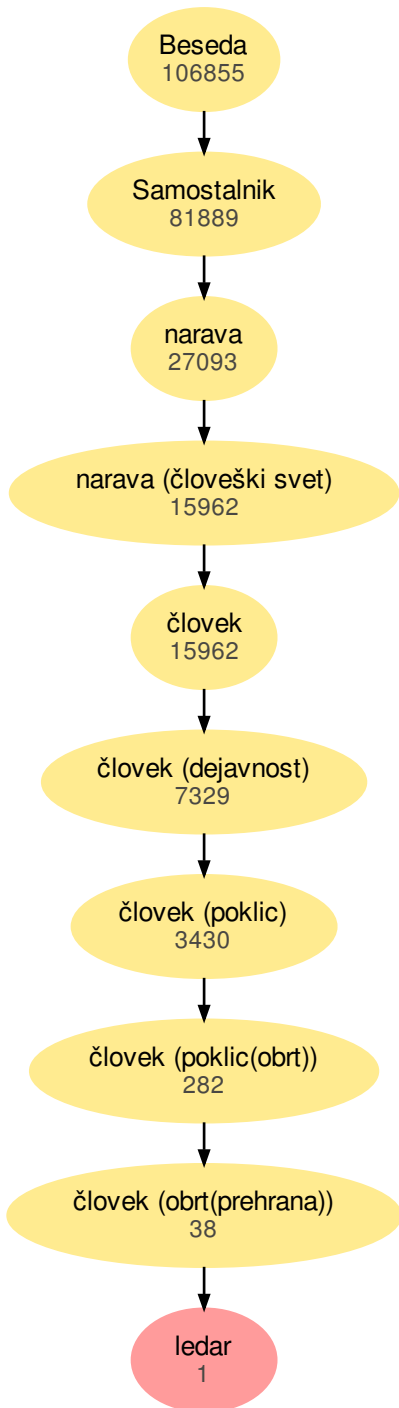 Beseda
106855
Samostalnik
81889
narava
27093
narava (človeški svet)
15962
človek
15962
človek (dejavnost)
7329
človek (poklic)
3430
človek (poklic(obrt))
282
človek (obrt(prehrana))
38
ledar
1